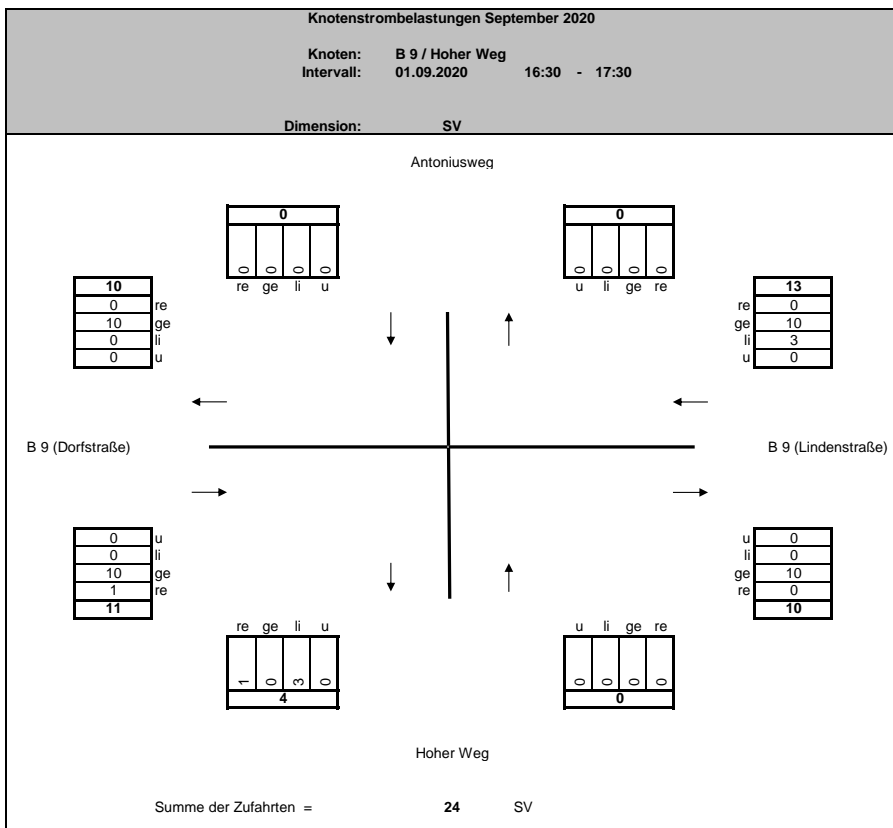 Knotenstrombelastungen September 2020
Knoten: B 9 / Hoher Weg
Intervall: 01.09.2020 16:30 - 17:30
Dimension: SV
Antoniusweg
0 0
0 0 0 0 0 0 0 0
re ge li u u li ge re
10 13
0 re re 0
10 ge ge 10
0 li li 3
0 u u 0
B 9 (Dorfstraße) B 9 (Lindenstraße)
0 u u 0
0 li li 0
10 ge ge 10
1 re re 0
11 10
re ge li u u li ge re
1 0 3 0 0 0 0 0
4 0
Hoher Weg
Summe der Zufahrten = 24 SV